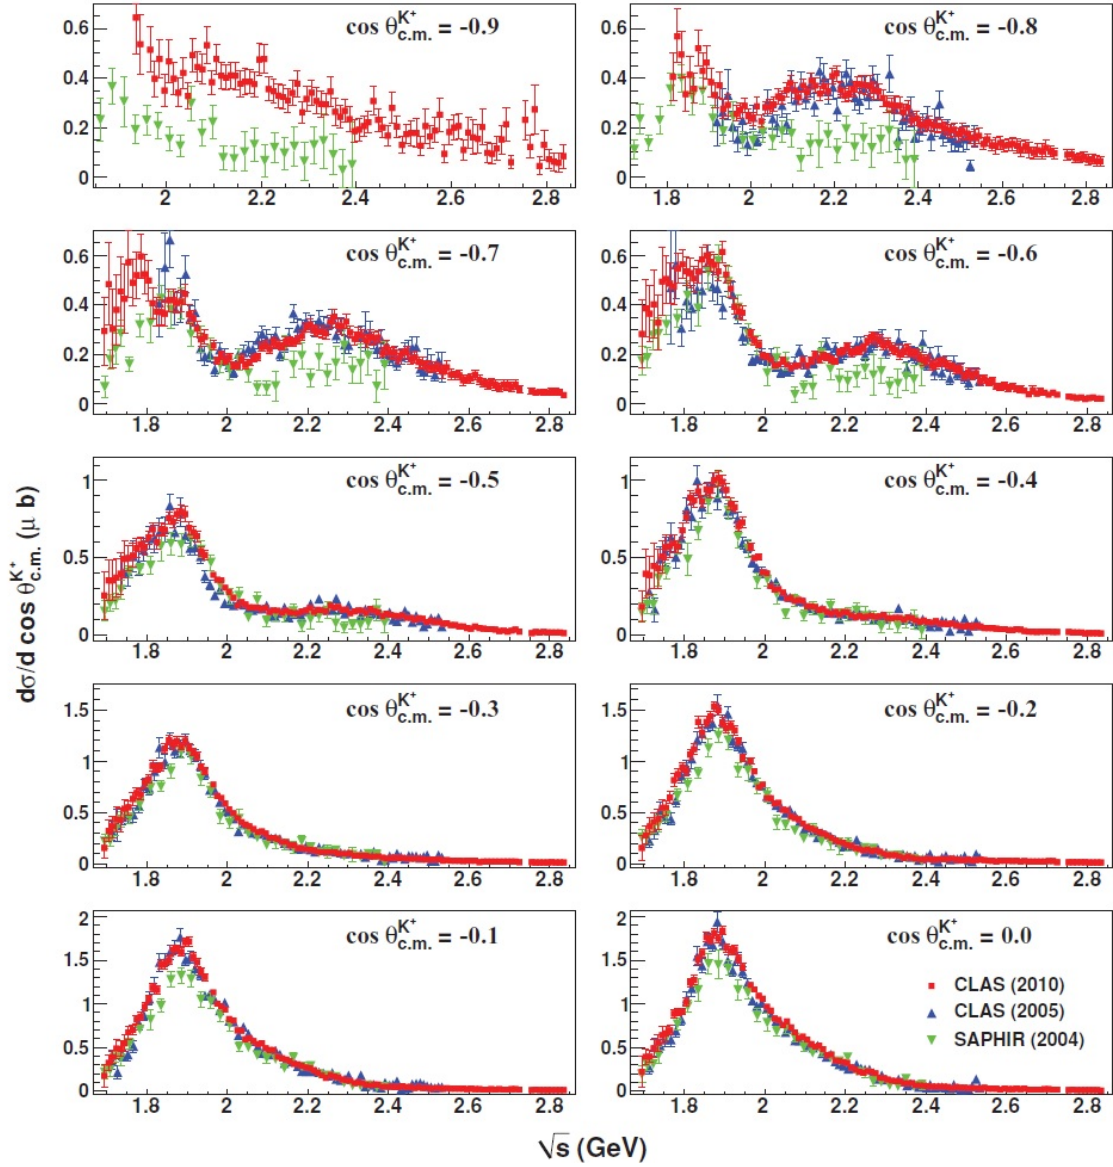 cos θ^{K+}_{c.m.} = -0.9
0.6
0.4
0.2
0
2 2.2 2.4 2.6 2.8
cos θ^{K+}_{c.m.} = -0.8
0.6
0.4
0.2
0
1.8 2 2.2 2.4 2.6 2.8
cos θ^{K+}_{c.m.} = -0.7
0.6
0.4
0.2
0
1.8 2 2.2 2.4 2.6 2.8
cos θ^{K+}_{c.m.} = -0.6
0.6
0.4
0.2
0
1.8 2 2.2 2.4 2.6 2.8
dσ/d cos θ^{K+}_{c.m.} (μ b)
cos θ^{K+}_{c.m.} = -0.5
1
0.5
0
1.8 2 2.2 2.4 2.6 2.8
cos θ^{K+}_{c.m.} = -0.4
1
0.5
0
1.8 2 2.2 2.4 2.6 2.8
cos θ^{K+}_{c.m.} = -0.3
1.5
1
0.5
0
1.8 2 2.2 2.4 2.6 2.8
cos θ^{K+}_{c.m.} = -0.2
1.5
1
0.5
0
1.8 2 2.2 2.4 2.6 2.8
cos θ^{K+}_{c.m.} = -0.1
2
1.5
1
0.5
0
1.8 2 2.2 2.4 2.6 2.8
cos θ^{K+}_{c.m.} = 0.0
2
1.5
1
0.5
0
CLAS (2010)
CLAS (2005)
SAPHIR (2004)
1.8 2 2.2 2.4 2.6 2.8
√s (GeV)